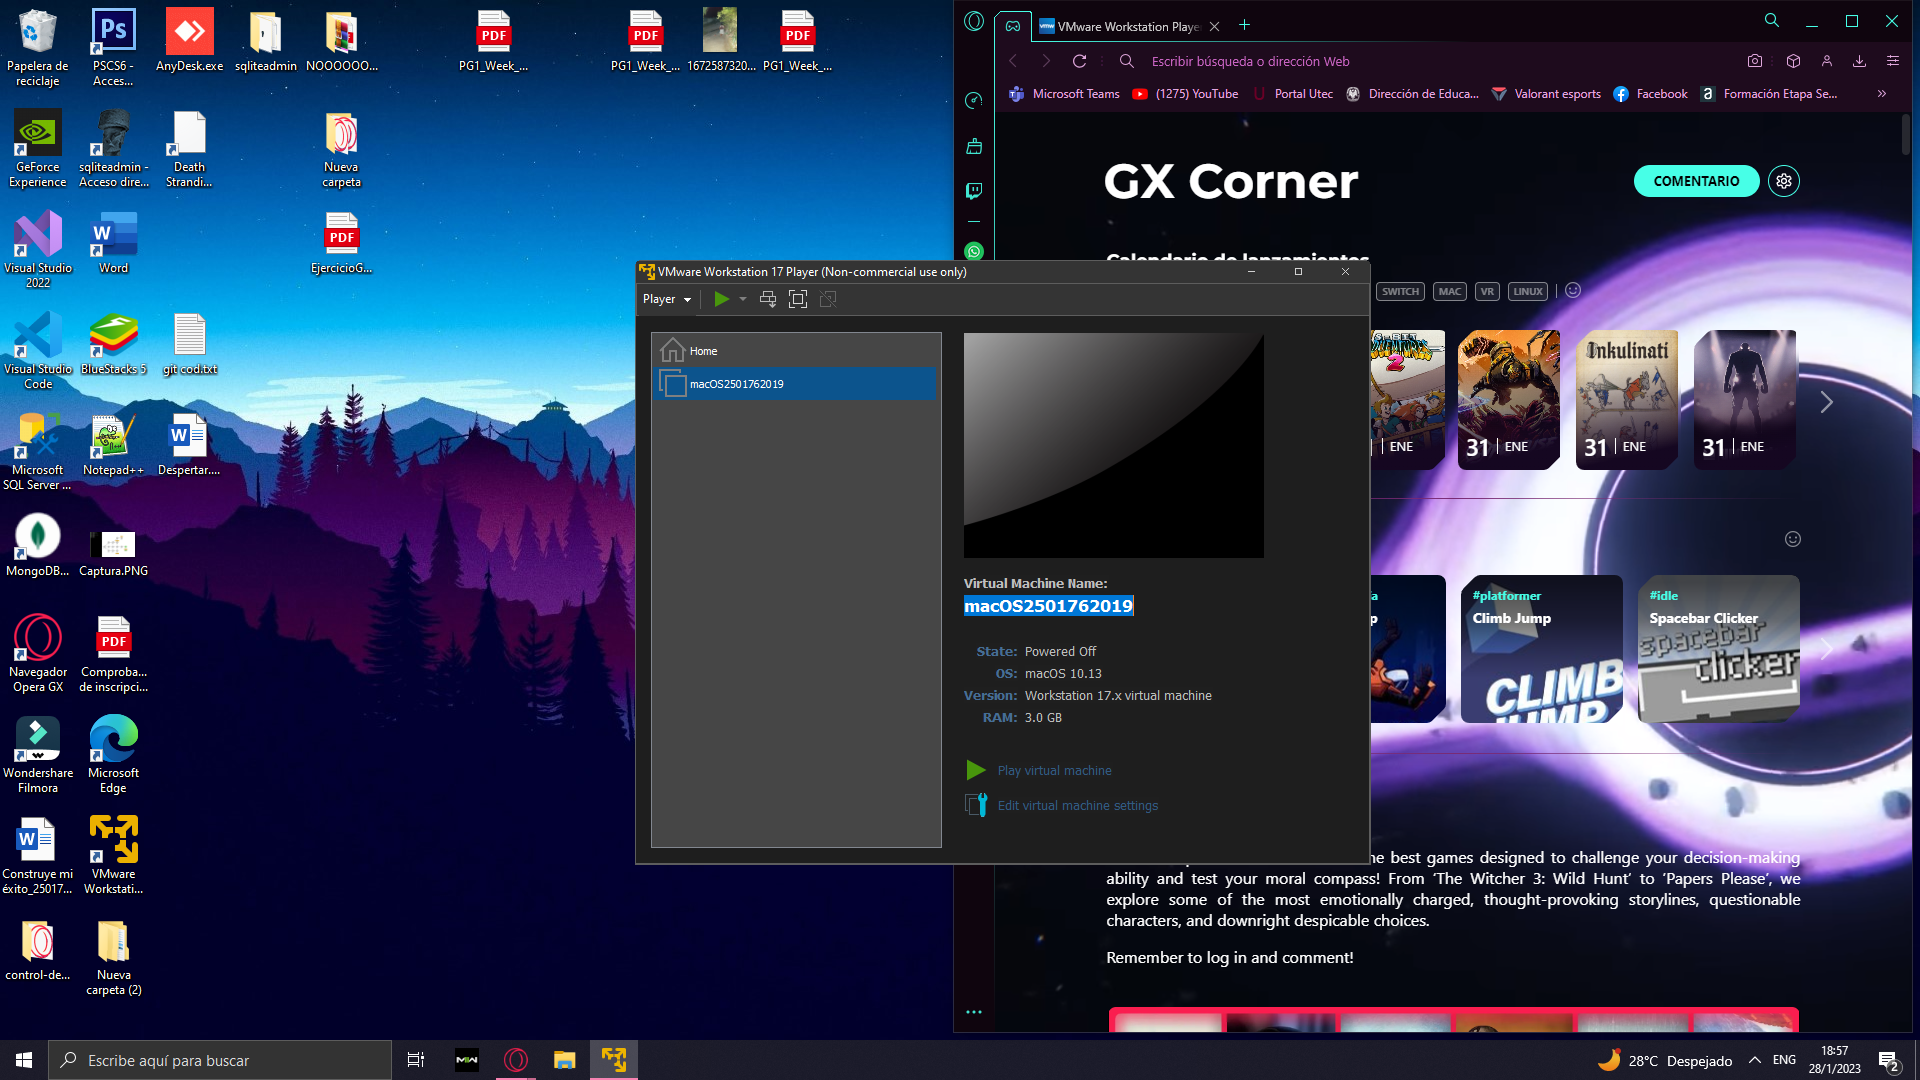 Papelera de
reciclaje
PSCS6 -
Acces...
AnyDesk.exe
sqliteadmin
NOOOOOO...
PG1_Week_...
PG1_Week_...
1672587320...
PG1_Week_...
GeForce
Experience
sqliteadmin -
Acceso dire...
Death
Strandi...
Nueva
carpeta
Visual Studio
2022
Word
EjercicioG...
Visual Studio
Code
BlueStacks 5
git cod.txt
Microsoft
SQL Server ...
Notepad++
Despertar....
MongoDB...
Captura.PNG
Navegador
Opera GX
Comproba...
de inscripci...
Wondershare
Filmora
Microsoft
Edge
Construye mi
éxito_25017...
VMware
Workstati...
control-de...
Nueva
carpeta (2)
VMware Workstation Player
Escribir búsqueda o dirección Web
Microsoft Teams
(1275) YouTube
Portal Utec
Dirección de Educa...
Valorant esports
Facebook
Formación Etapa Se...
GX Corner
COMENTARIO
Calendario de lanzamientos
SWITCH
MAC
VR
LINUX
2
Inkulinati
ENE
31 ENE
31 ENE
31 ENE
#platformer
Climb Jump
CLIMB
JUMP
#idle
Spacebar Clicker
spacebar
clicker
he best games designed to challenge your decision-making
ability and test your moral compass! From ‘The Witcher 3: Wild Hunt’ to ‘Papers Please’, we
explore some of the most emotionally charged, thought-provoking storylines, questionable
characters, and downright despicable choices.
Remember to log in and comment!
VMware Workstation 17 Player (Non-commercial use only)
Player
Home
macOS2501762019
Virtual Machine Name:
macOS2501762019
State: Powered Off
OS: macOS 10.13
Version: Workstation 17.x virtual machine
RAM: 3.0 GB
Play virtual machine
Edit virtual machine settings
Escribe aquí para buscar
28°C Despejado
ENG
18:57
28/1/2023
2